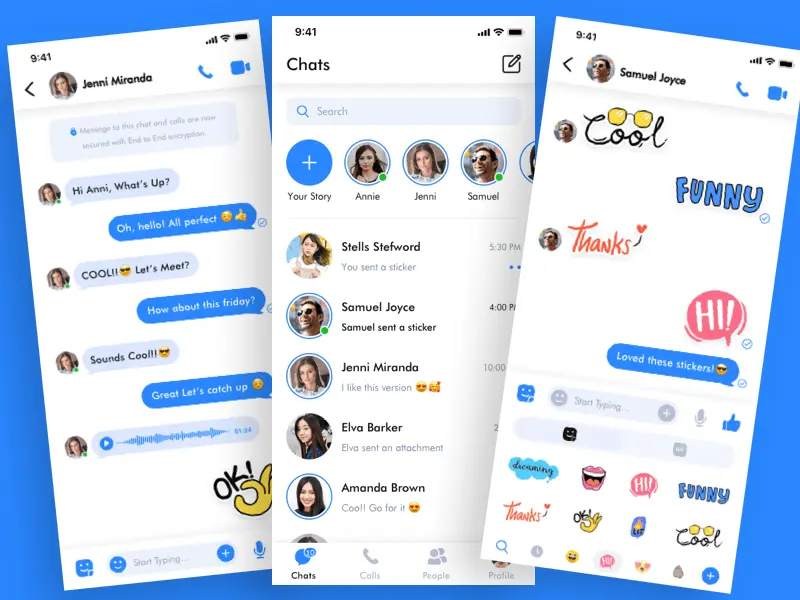 9:41
Jenni Miranda
Message to this chat and calls are now
secured with End to End encryption.
Hi Anni, What's Up?
Oh, hello! All perfect 🥳👍
COOL!!😎 Let's Meet?
How about this friday?
Sounds Cool!!😎
Great Let's catch up
01:24
OK!
Start Typing...
9:41
Chats
Search
Your Story
Annie
Jenni
Samuel
Stells Stefword
5:30 PM
You sent a sticker
Samuel Joyce
4:00 PM
Samuel sent a sticker
Jenni Miranda
10:00
I like this version 😍🥰
Elva Barker
2
Elva sent an attachment
Amanda Brown
Cool! Go for it 😍
Chats
Calls
People
Profile
9:41
Samuel Joyce
Cool
FUNNY
THANKS
HI!
Loved these stickers!😎
Start Typing...
dreaming
HI!
FUNNY
THANKS
OK!
LIT
Cool
HI!